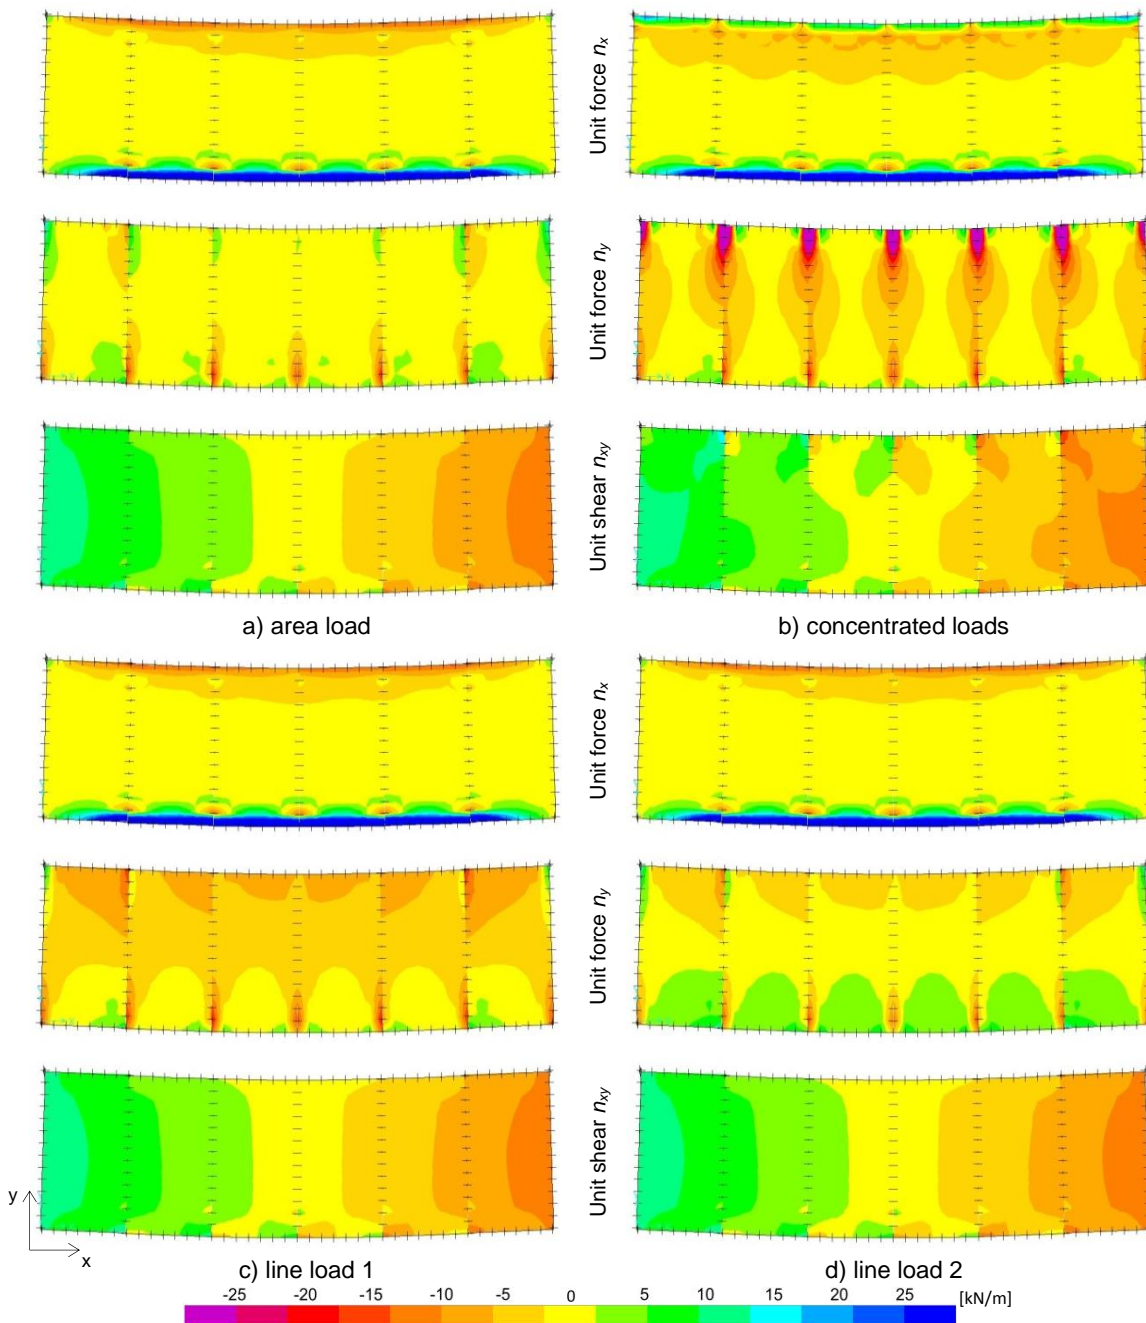 Unit force nx
Unit force ny
Unit shear nxy
a) area load
b) concentrated loads
Unit force nx
Unit force ny
Unit shear nxy
y
x
c) line load 1
d) line load 2
-25 -20 -15 -10 -5 0 5 10 15 20 25 [kN/m]